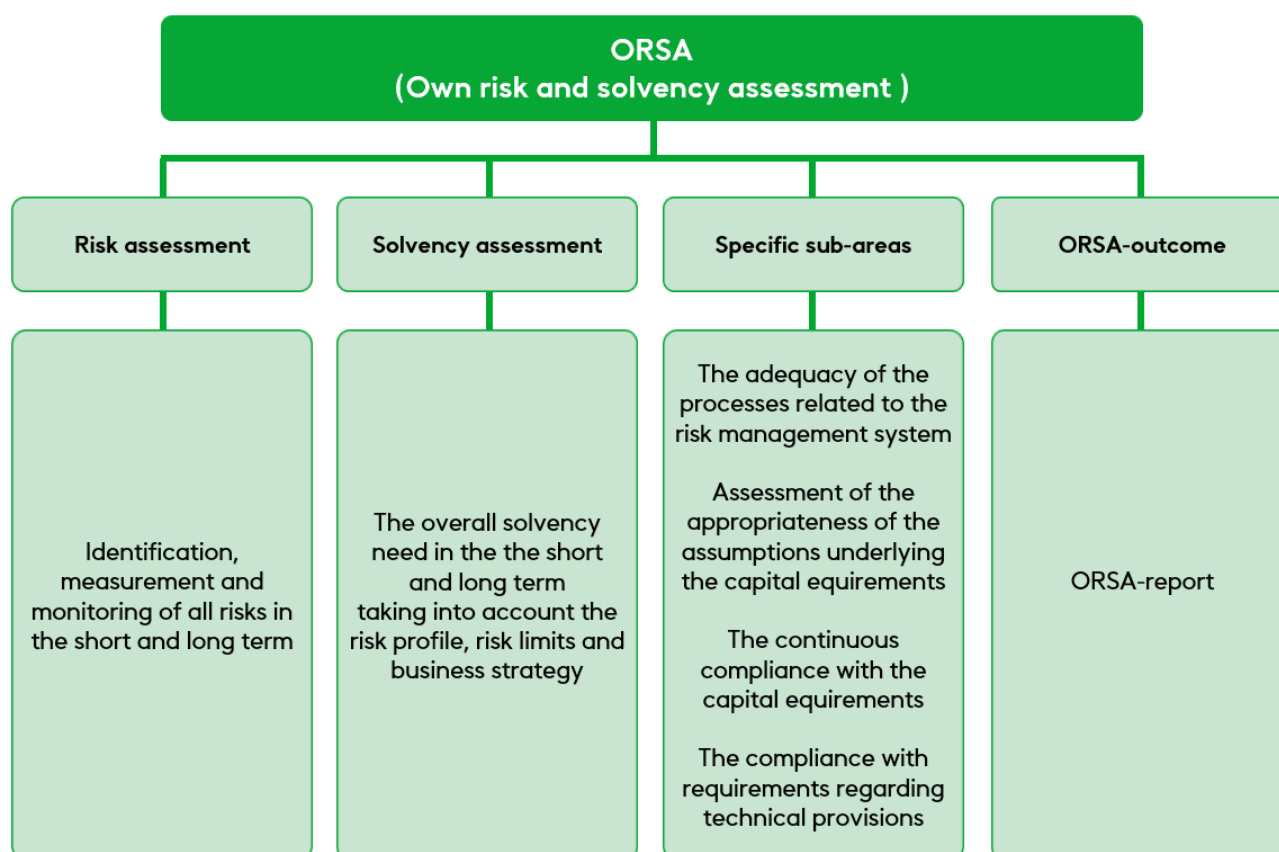 ORSA
(Own risk and solvency assessment )
Risk assessment
Solvency assessment
Specific sub-areas
ORSA-outcome
Identification,
measurement and
monitoring of all risks in
the short and long term
The overall solvency
need in the the short
and long term
taking into account the
risk profile, risk limits and
business strategy
The adequacy of the
processes related to the
risk management system
Assessment of the
appropriateness of the
assumptions underlying
the capital equirements
The continuous
compliance with the
capital equirements
The compliance with
requirements regarding
technical provisions
ORSA-report